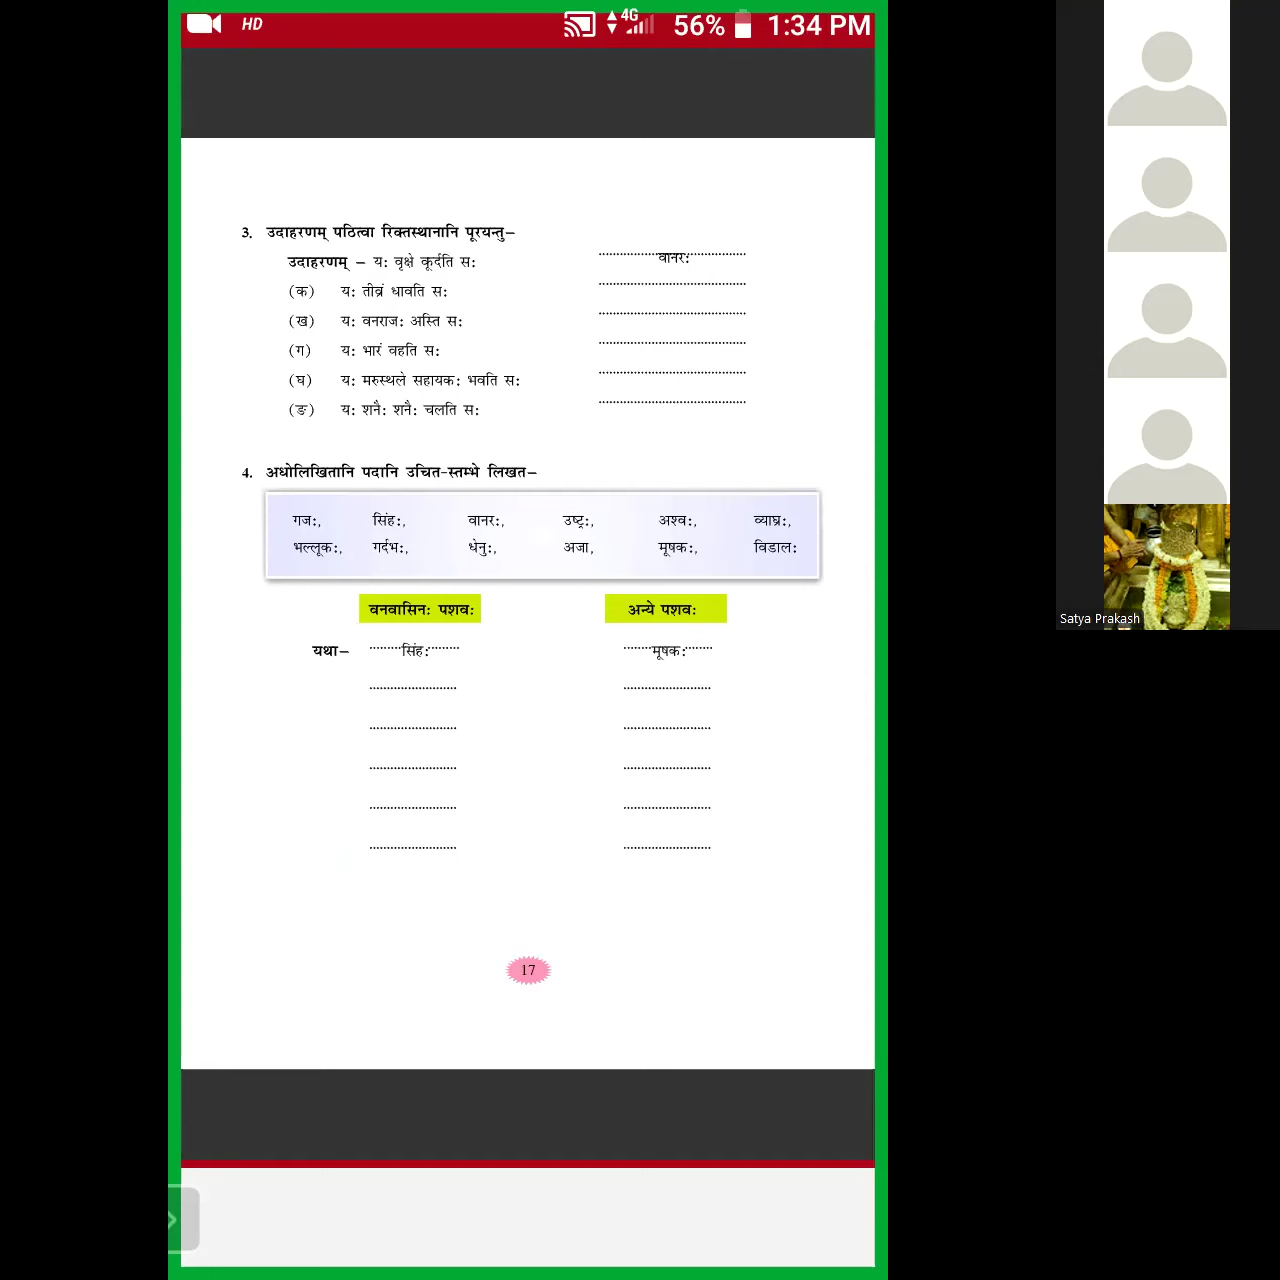 HD 4G 56% 1:34 PM
3. उदाहरणम् पठित्वा रिक्तस्थानानि पूरयन्तु–
उदाहरणम् – यः वृक्षे कूर्दति सः ............वानरः............
(क) यः तीव्रं धावति सः ..........................................
(ख) यः वनराजः अस्ति सः ..........................................
(ग) यः भारं वहति सः ..........................................
(घ) यः मरुस्थले सहायकः भवति सः ..........................................
(ङ) यः शनैः शनैः चलति सः ..........................................
4. अधोलिखितानि पदानि उचित-स्तम्भे लिखत–
गजः, सिंहः, वानरः, उष्ट्रः, अश्वः, व्याघ्रः,
भल्लूकः, गर्दभः, धेनुः, अजा, मूषकः, विडालः
वनवासिनः पशवः अन्ये पशवः
यथा– .........सिंहः......... ........मूषकः........
......................... .........................
......................... .........................
......................... .........................
......................... .........................
......................... .........................
17
Satya Prakash